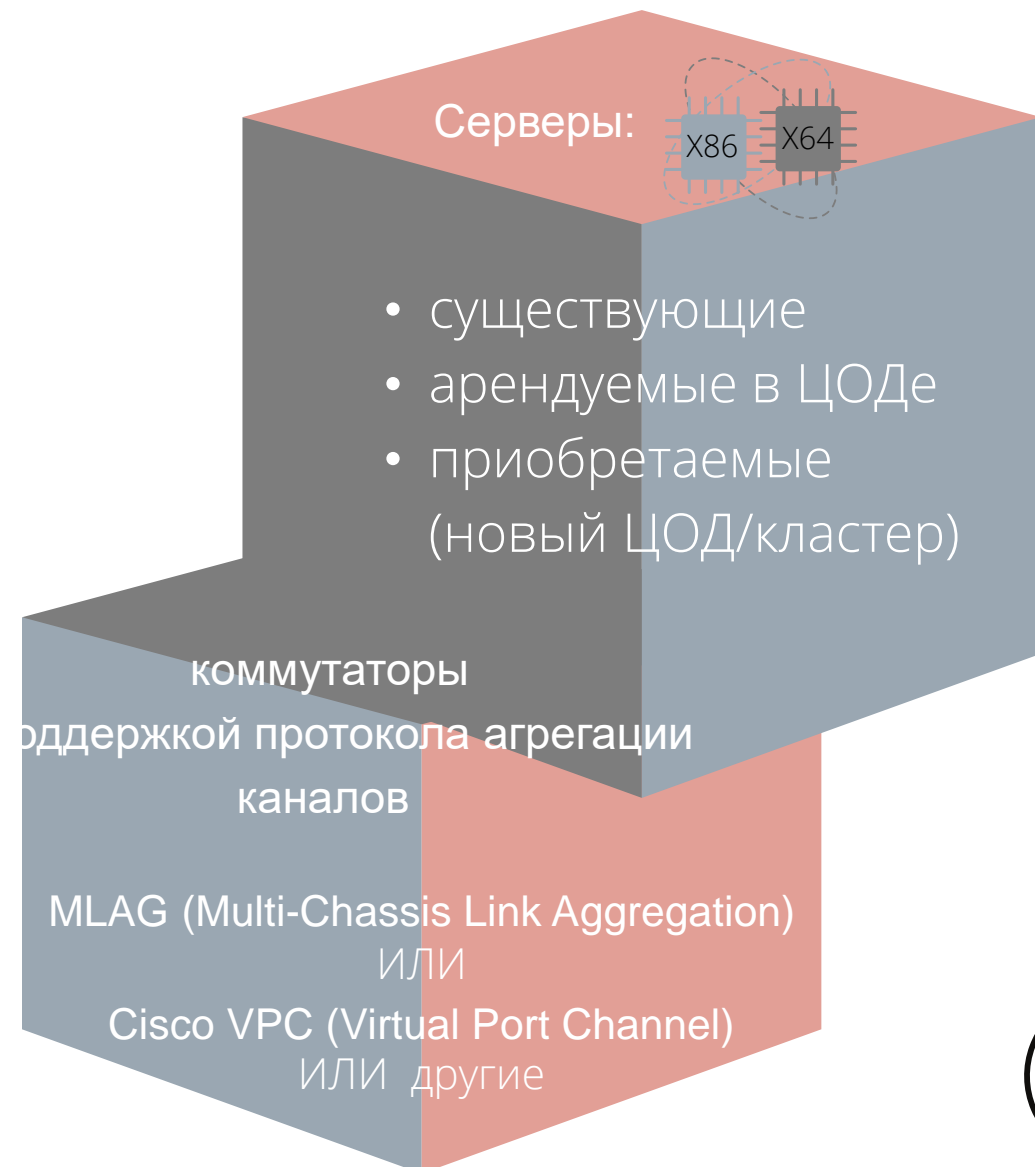 Серверы:
X86 X64
• существующие
• арендуемые в ЦОДе
• приобретаемые
(новый ЦОД/кластер)
коммутаторы
оддержкой протокола агрегации
каналов
MLAG (Multi-Chassis Link Aggregation)
ИЛИ
Cisco VPC (Virtual Port Channel)
ИЛИ другие